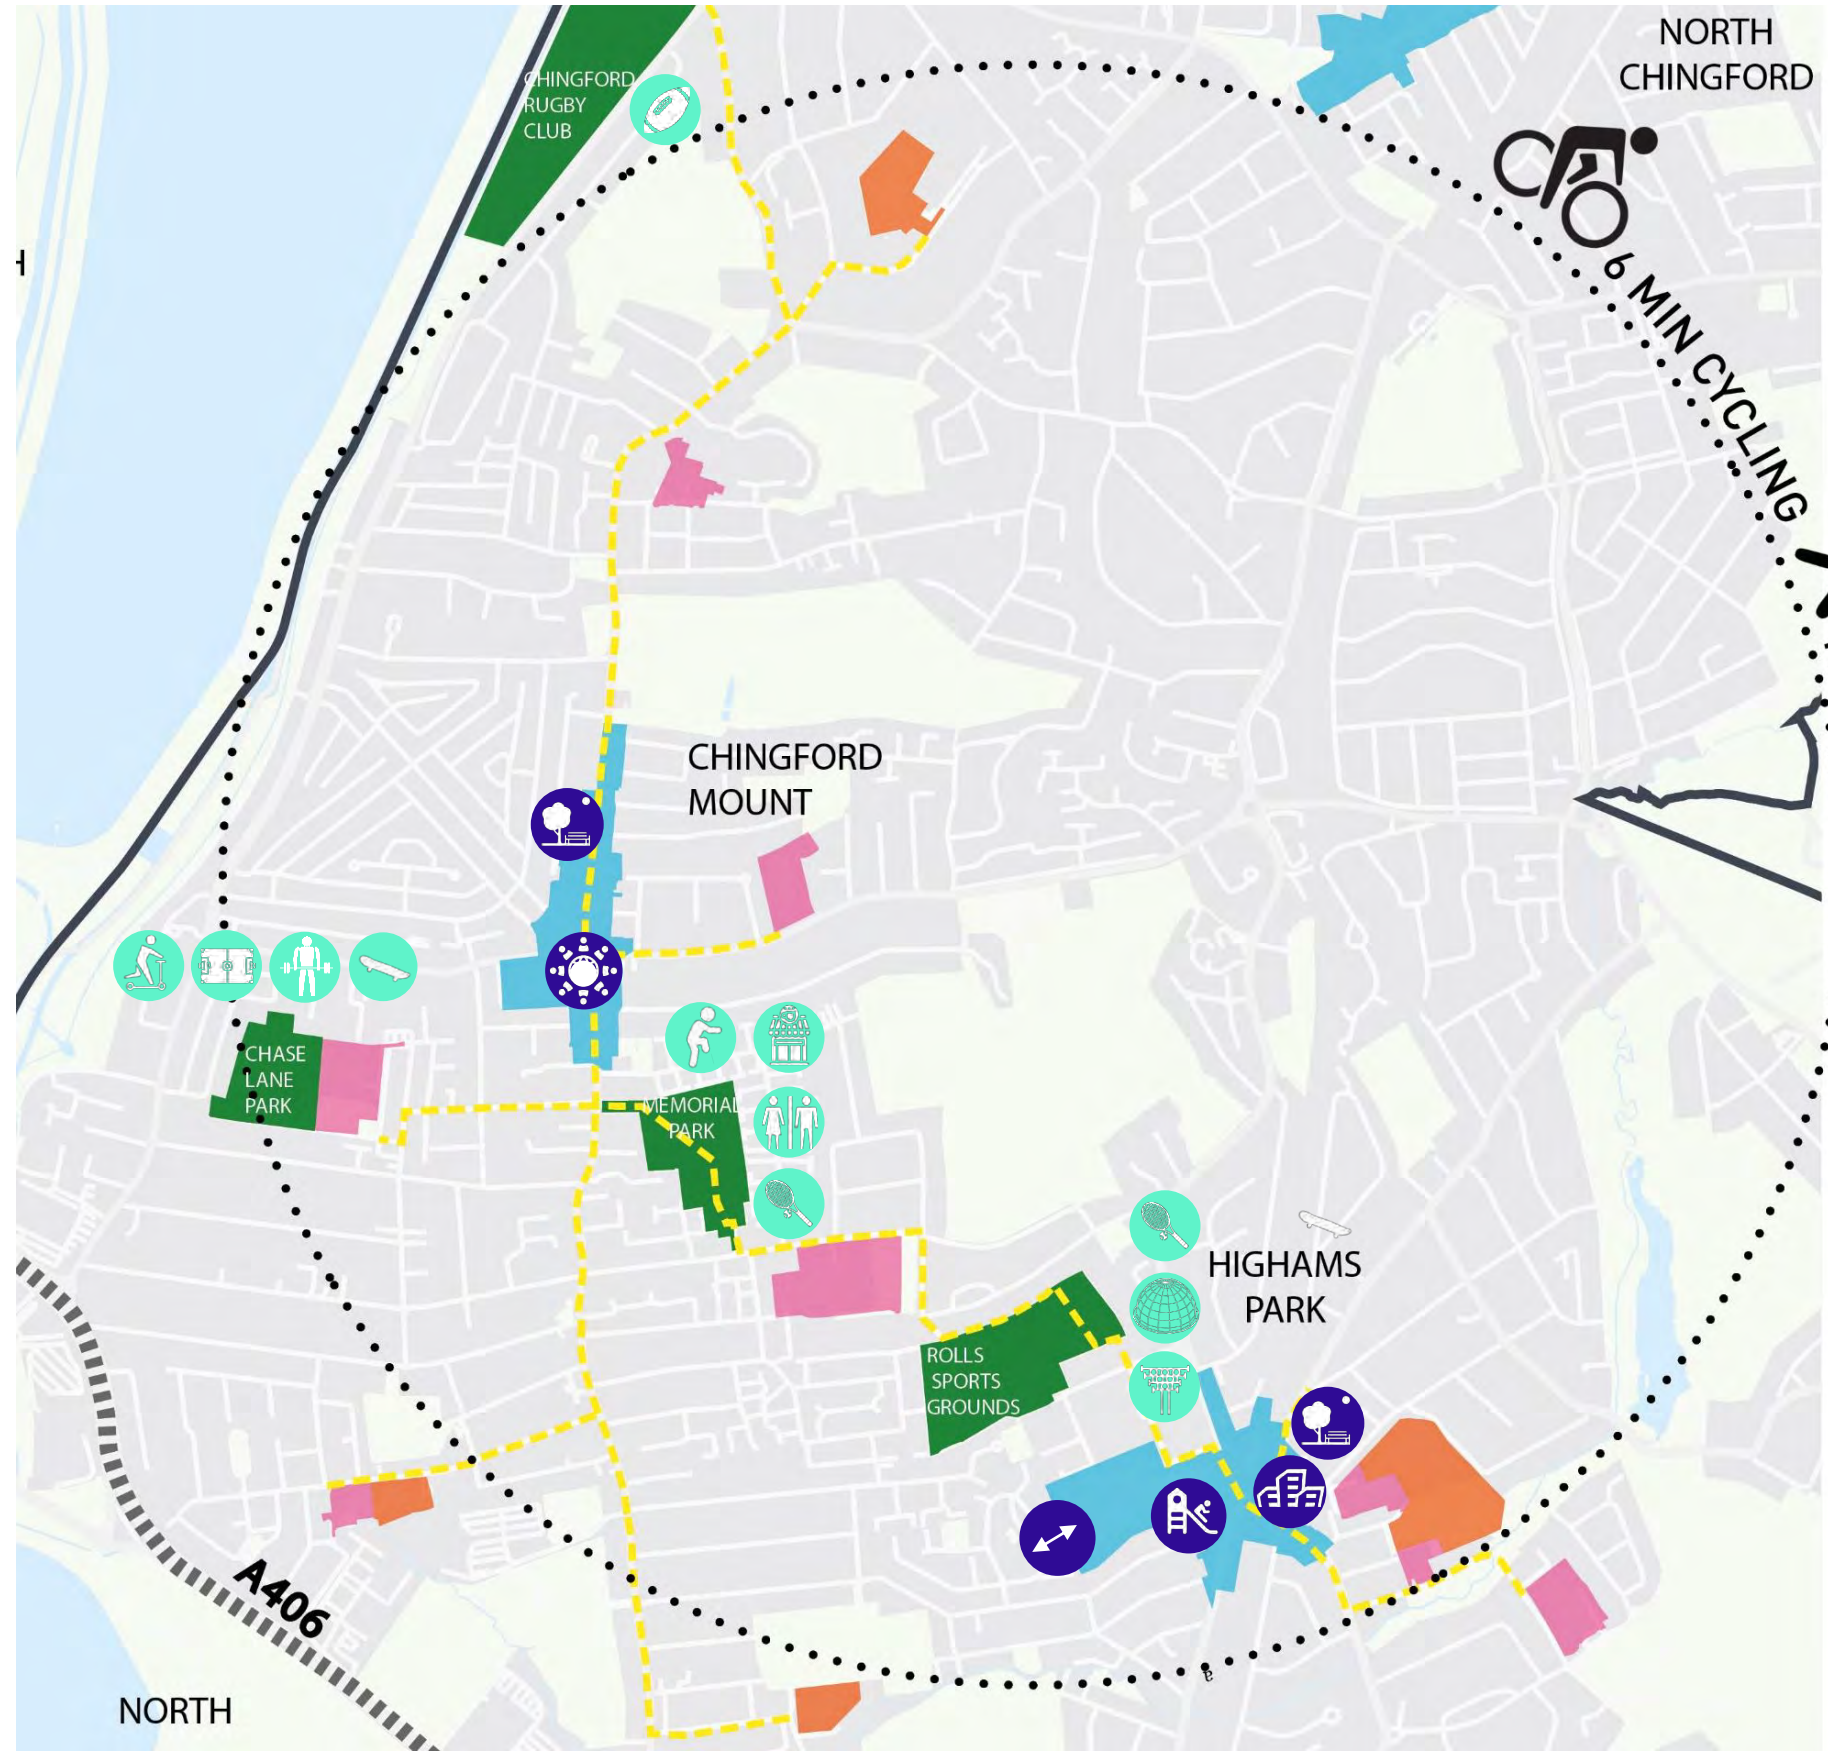 NORTH
CHINGFORD
CHINGFORD
RUGBY
CLUB
H
6 MIN CYCLING
CHINGFORD
MOUNT
CHASE
LANE
PARK
MEMORIAL
PARK
HIGHAMS
PARK
ROLLS
SPORTS
GROUNDS
A406
NORTH